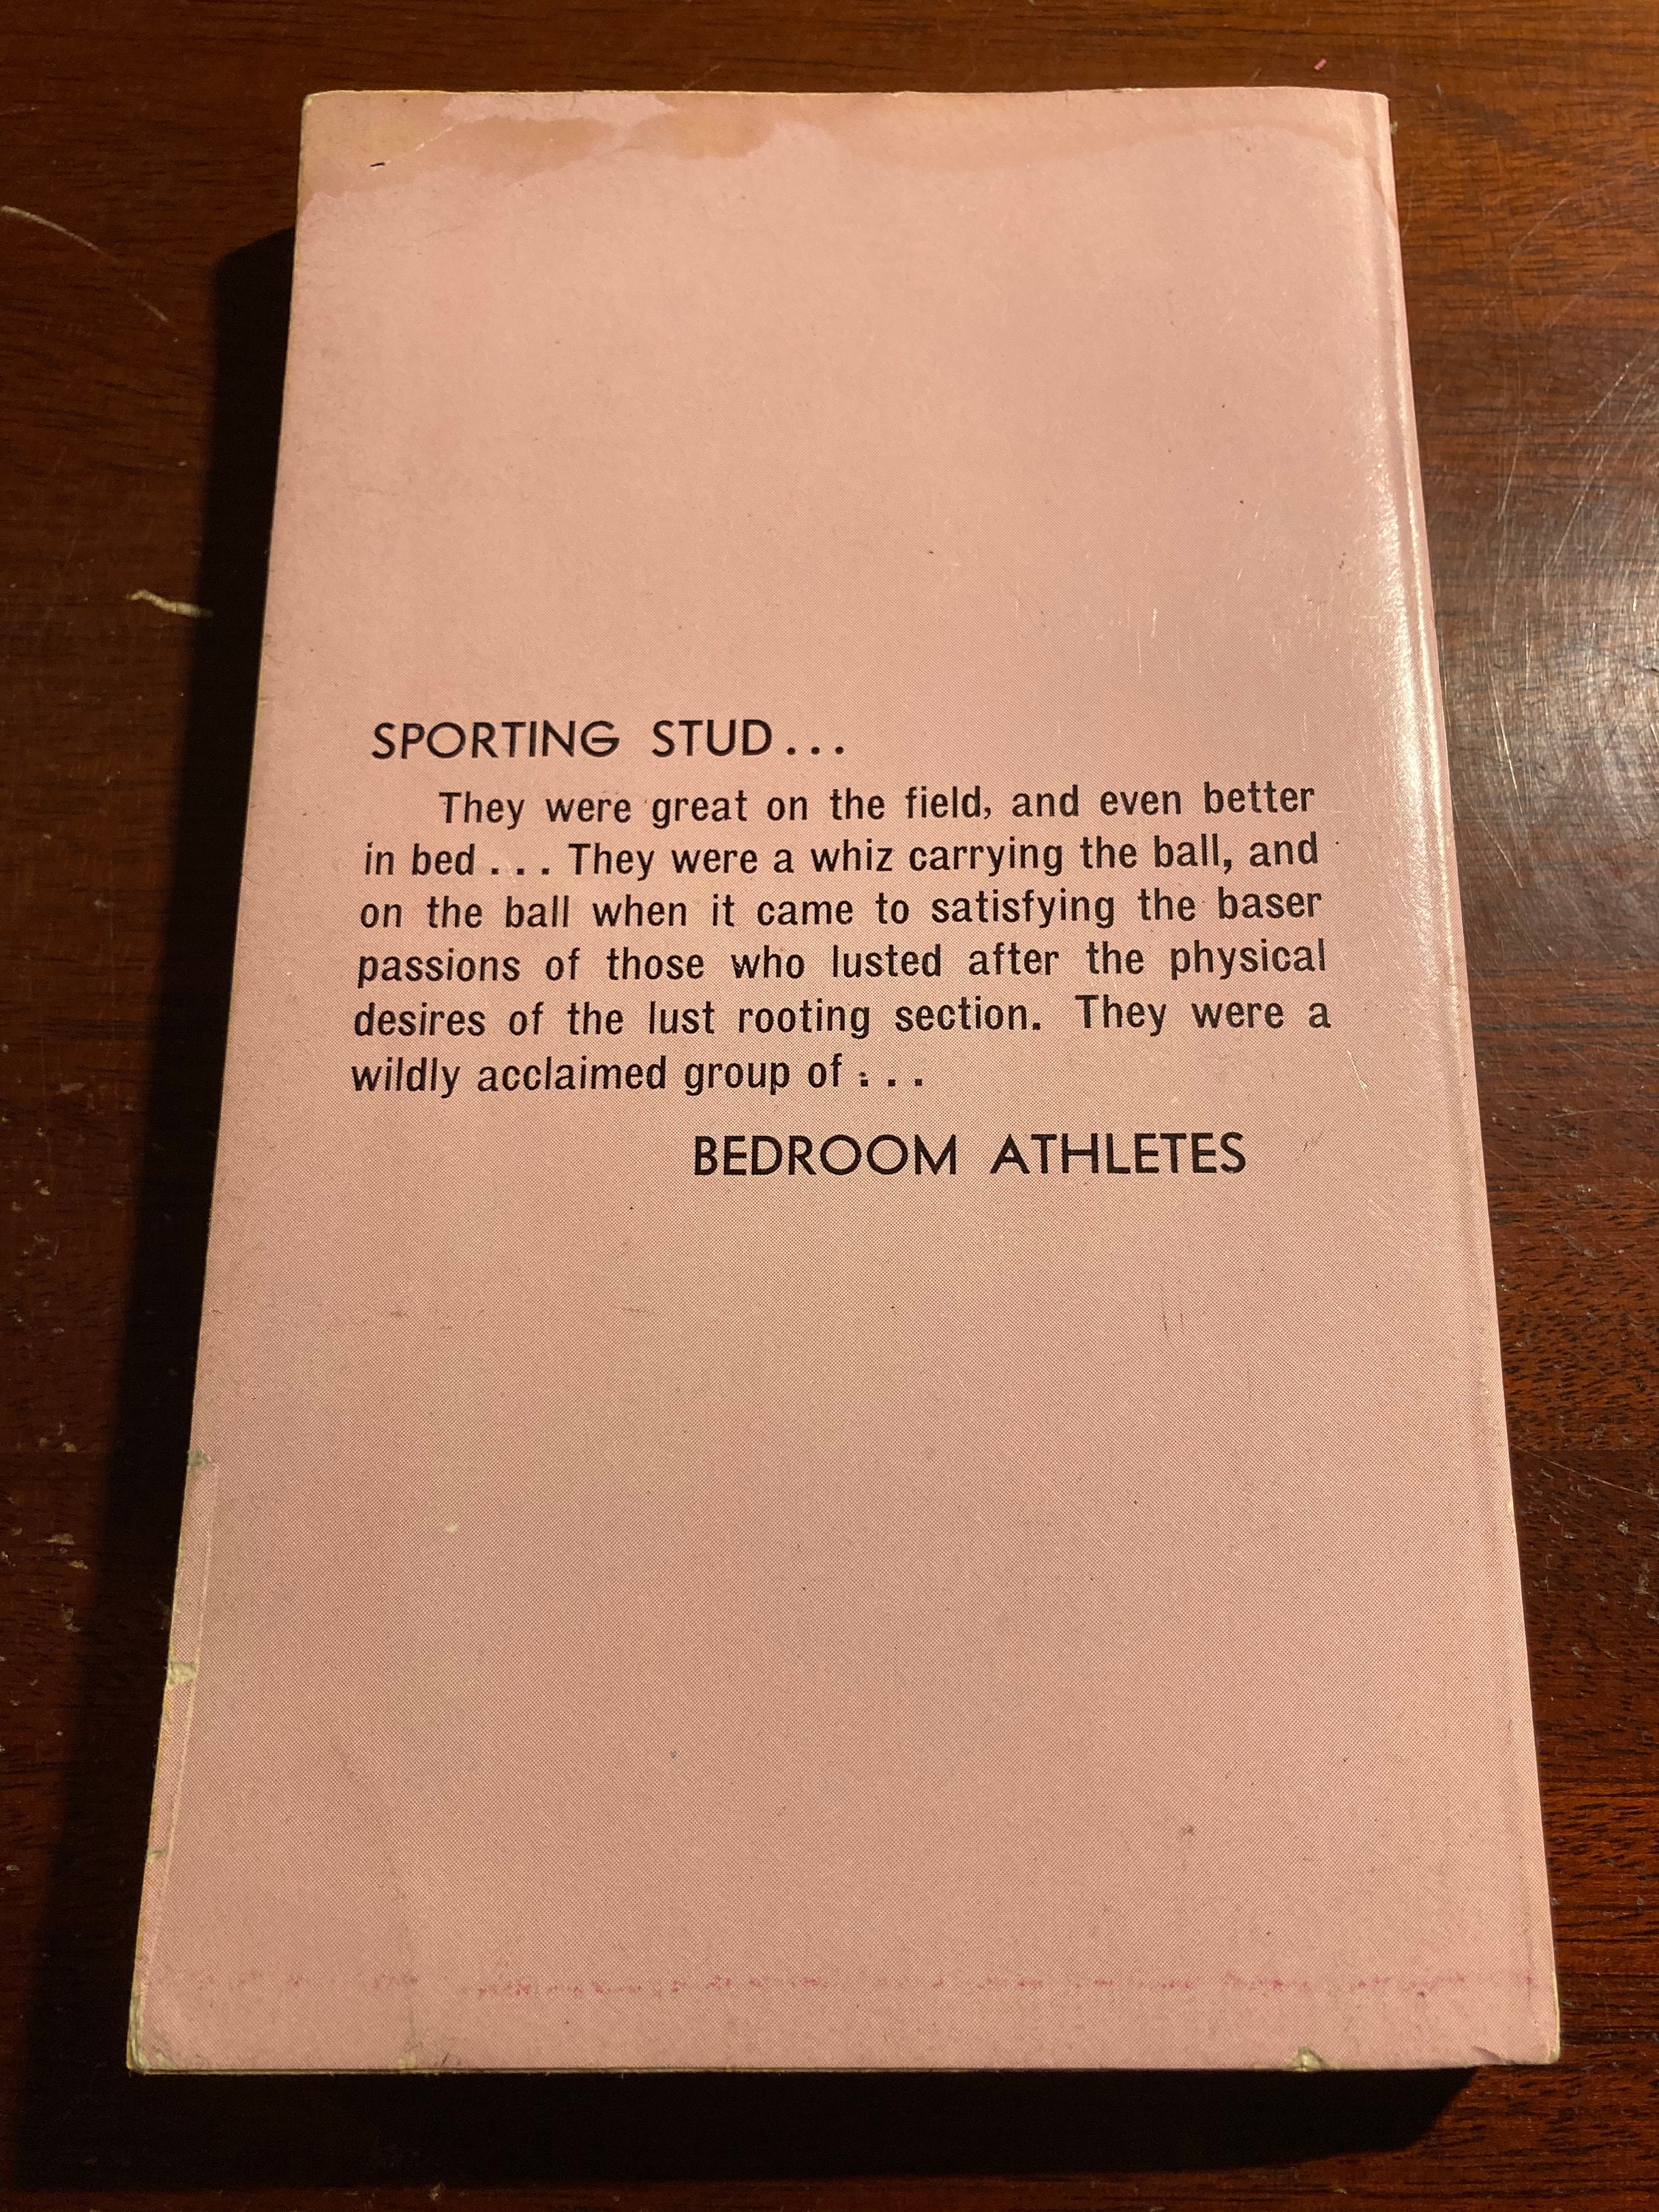 SPORTING STUD...
They were great on the field, and even better
in bed . . . They were a whiz carrying the ball, and
on the ball when it came to satisfying the baser
passions of those who lusted after the physical
desires of the lust rooting section. They were a
wildly acclaimed group of . . .
BEDROOM ATHLETES